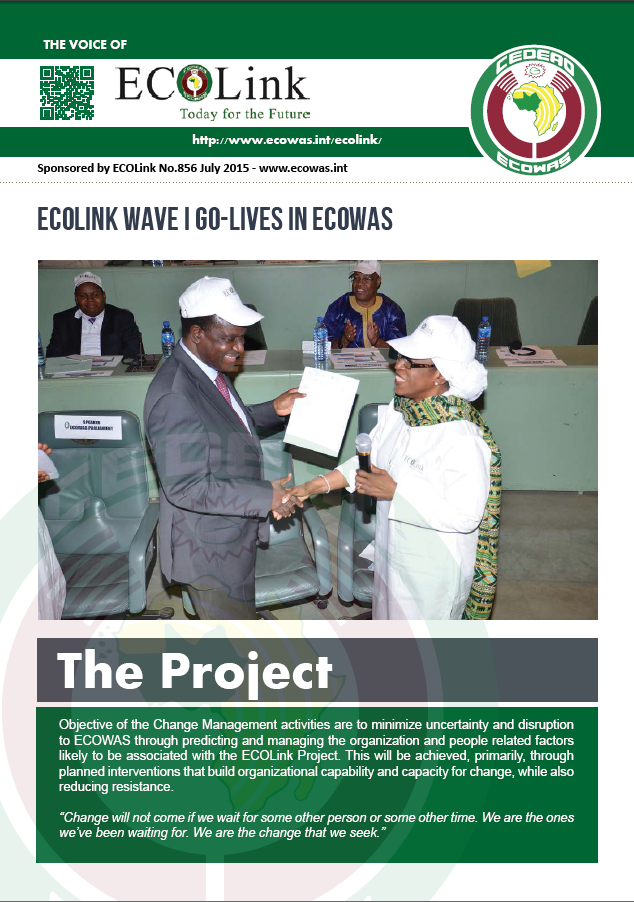 THE VOICE OF
ECOLink
Today for the Future
http://www.ecowas.int/ecolink/
CEDEAO
ECOWAS
Sponsored by ECOLink No.856 July 2015 - www.ecowas.int
ECOLINK WAVE I GO-LIVES IN ECOWAS
SPEAKER
ECOWAS PARLIAMENT
ECOLink
The Project
Objective of the Change Management activities are to minimize uncertainty and disruption
to ECOWAS through predicting and managing the organization and people related factors
likely to be associated with the ECOLink Project. This will be achieved, primarily, through
planned interventions that build organizational capability and capacity for change, while also
reducing resistance.
“Change will not come if we wait for some other person or some other time. We are the ones
we’ve been waiting for. We are the change that we seek.”